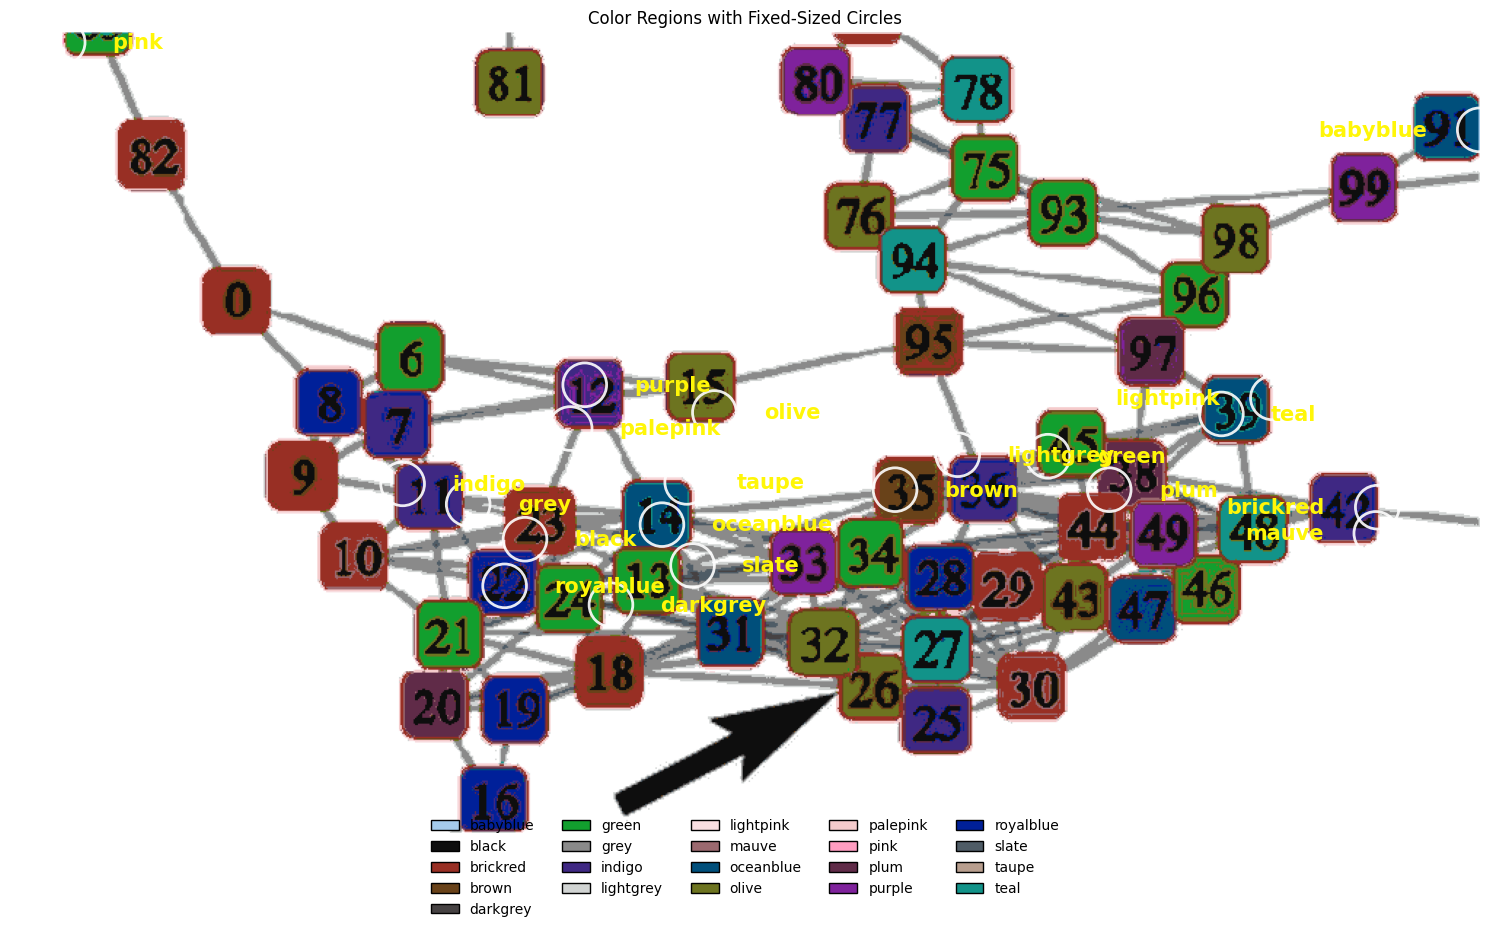 Color Regions with Fixed-Sized Circles
pink
81
80
78
77
babyblue
91
82
75
99
76
93
98
94
96
0
95
97
6
12
purple
15
lightpink
39
teal
8
olive
7
palepink
45
lightgrey
green
9
11
indigo
taupe
35
brown
36
38
plum
grey
23
14
oceanblue
44
49
48
brickred
42
mauve
10
black
33
34
22
royalblue
24
13
slate
28
29
43
47
46
darkgrey
21
31
32
27
18
20
19
26
30
25
16
babyblue
black
brickred
brown
darkgrey
green
grey
indigo
lightgrey
lightpink
mauve
oceanblue
olive
palepink
pink
plum
purple
royalblue
slate
taupe
teal